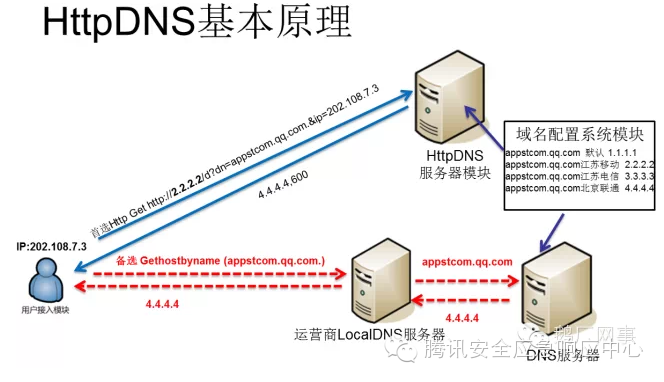 HttpDNS基本原理
首选Http Get http://2.2.2.2/d?dn=appstcom.qq.com.&ip=202.108.7.3
4.4.4.4,600
HttpDNS
服务器模块
域名配置系统模块
appstcom.qq.com 默认 1.1.1.1
appstcom.qq.com江苏移动 2.2.2.2
appstcom.qq.com江苏电信 3.3.3.3
appstcom.qq.com北京联通 4.4.4.4
IP:202.108.7.3
用户接入模块
备选 Gethostbyname (appstcom.qq.com.)
4.4.4.4
appstcom.qq.com
4.4.4.4
运营商LocalDNS服务器
DNS服务器
鹅厂网事
腾讯安全应急响应中心